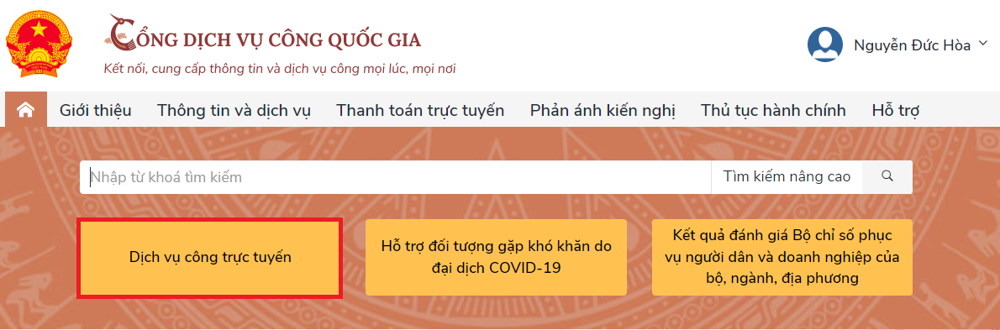 CỔNG DỊCH VỤ CÔNG QUỐC GIA
Kết nối, cung cấp thông tin và dịch vụ công mọi lúc, mọi nơi
Nguyễn Đức Hòa
Giới thiệu Thông tin và dịch vụ Thanh toán trực tuyến Phản ánh kiến nghị Thủ tục hành chính Hỗ trợ
Nhập từ khoá tìm kiếm Tìm kiếm nâng cao
Dịch vụ công trực tuyến
Hỗ trợ đối tượng gặp khó khăn do
đại dịch COVID-19
Kết quả đánh giá Bộ chỉ số phục
vụ người dân và doanh nghiệp của
bộ, ngành, địa phương